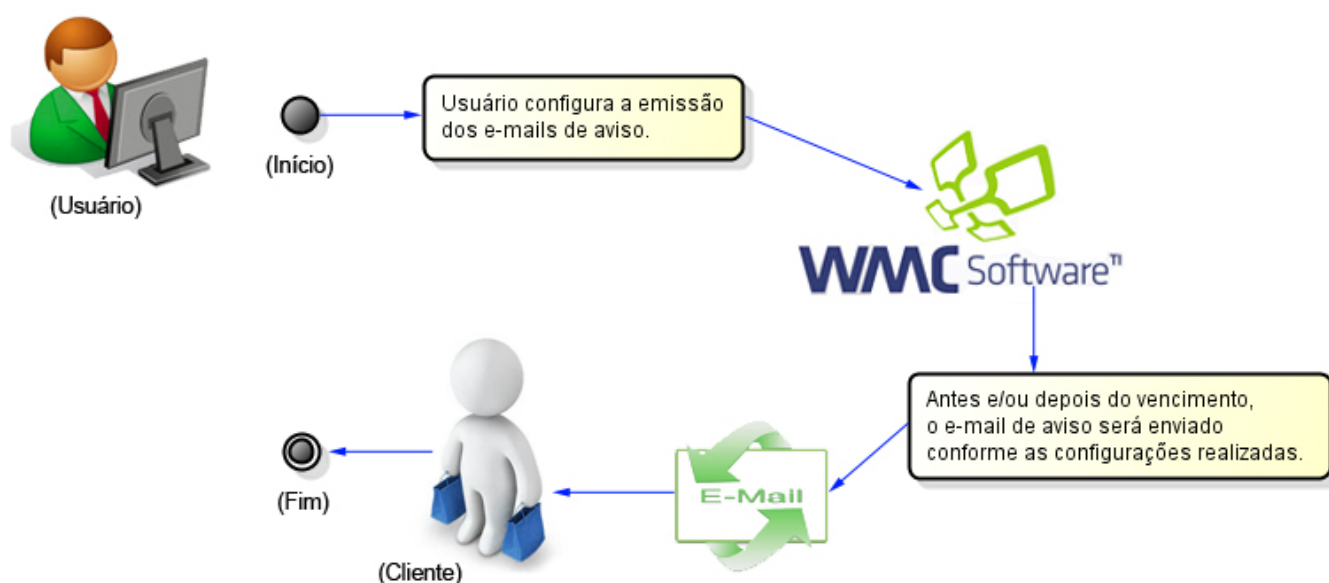 (Usuário)
(Início)
Usuário configura a emissão
dos e-mails de aviso.
WMC Software™
Antes e/ou depois do vencimento,
o e-mail de aviso será enviado
conforme as configurações realizadas.
E-Mail
(Cliente)
(Fim)